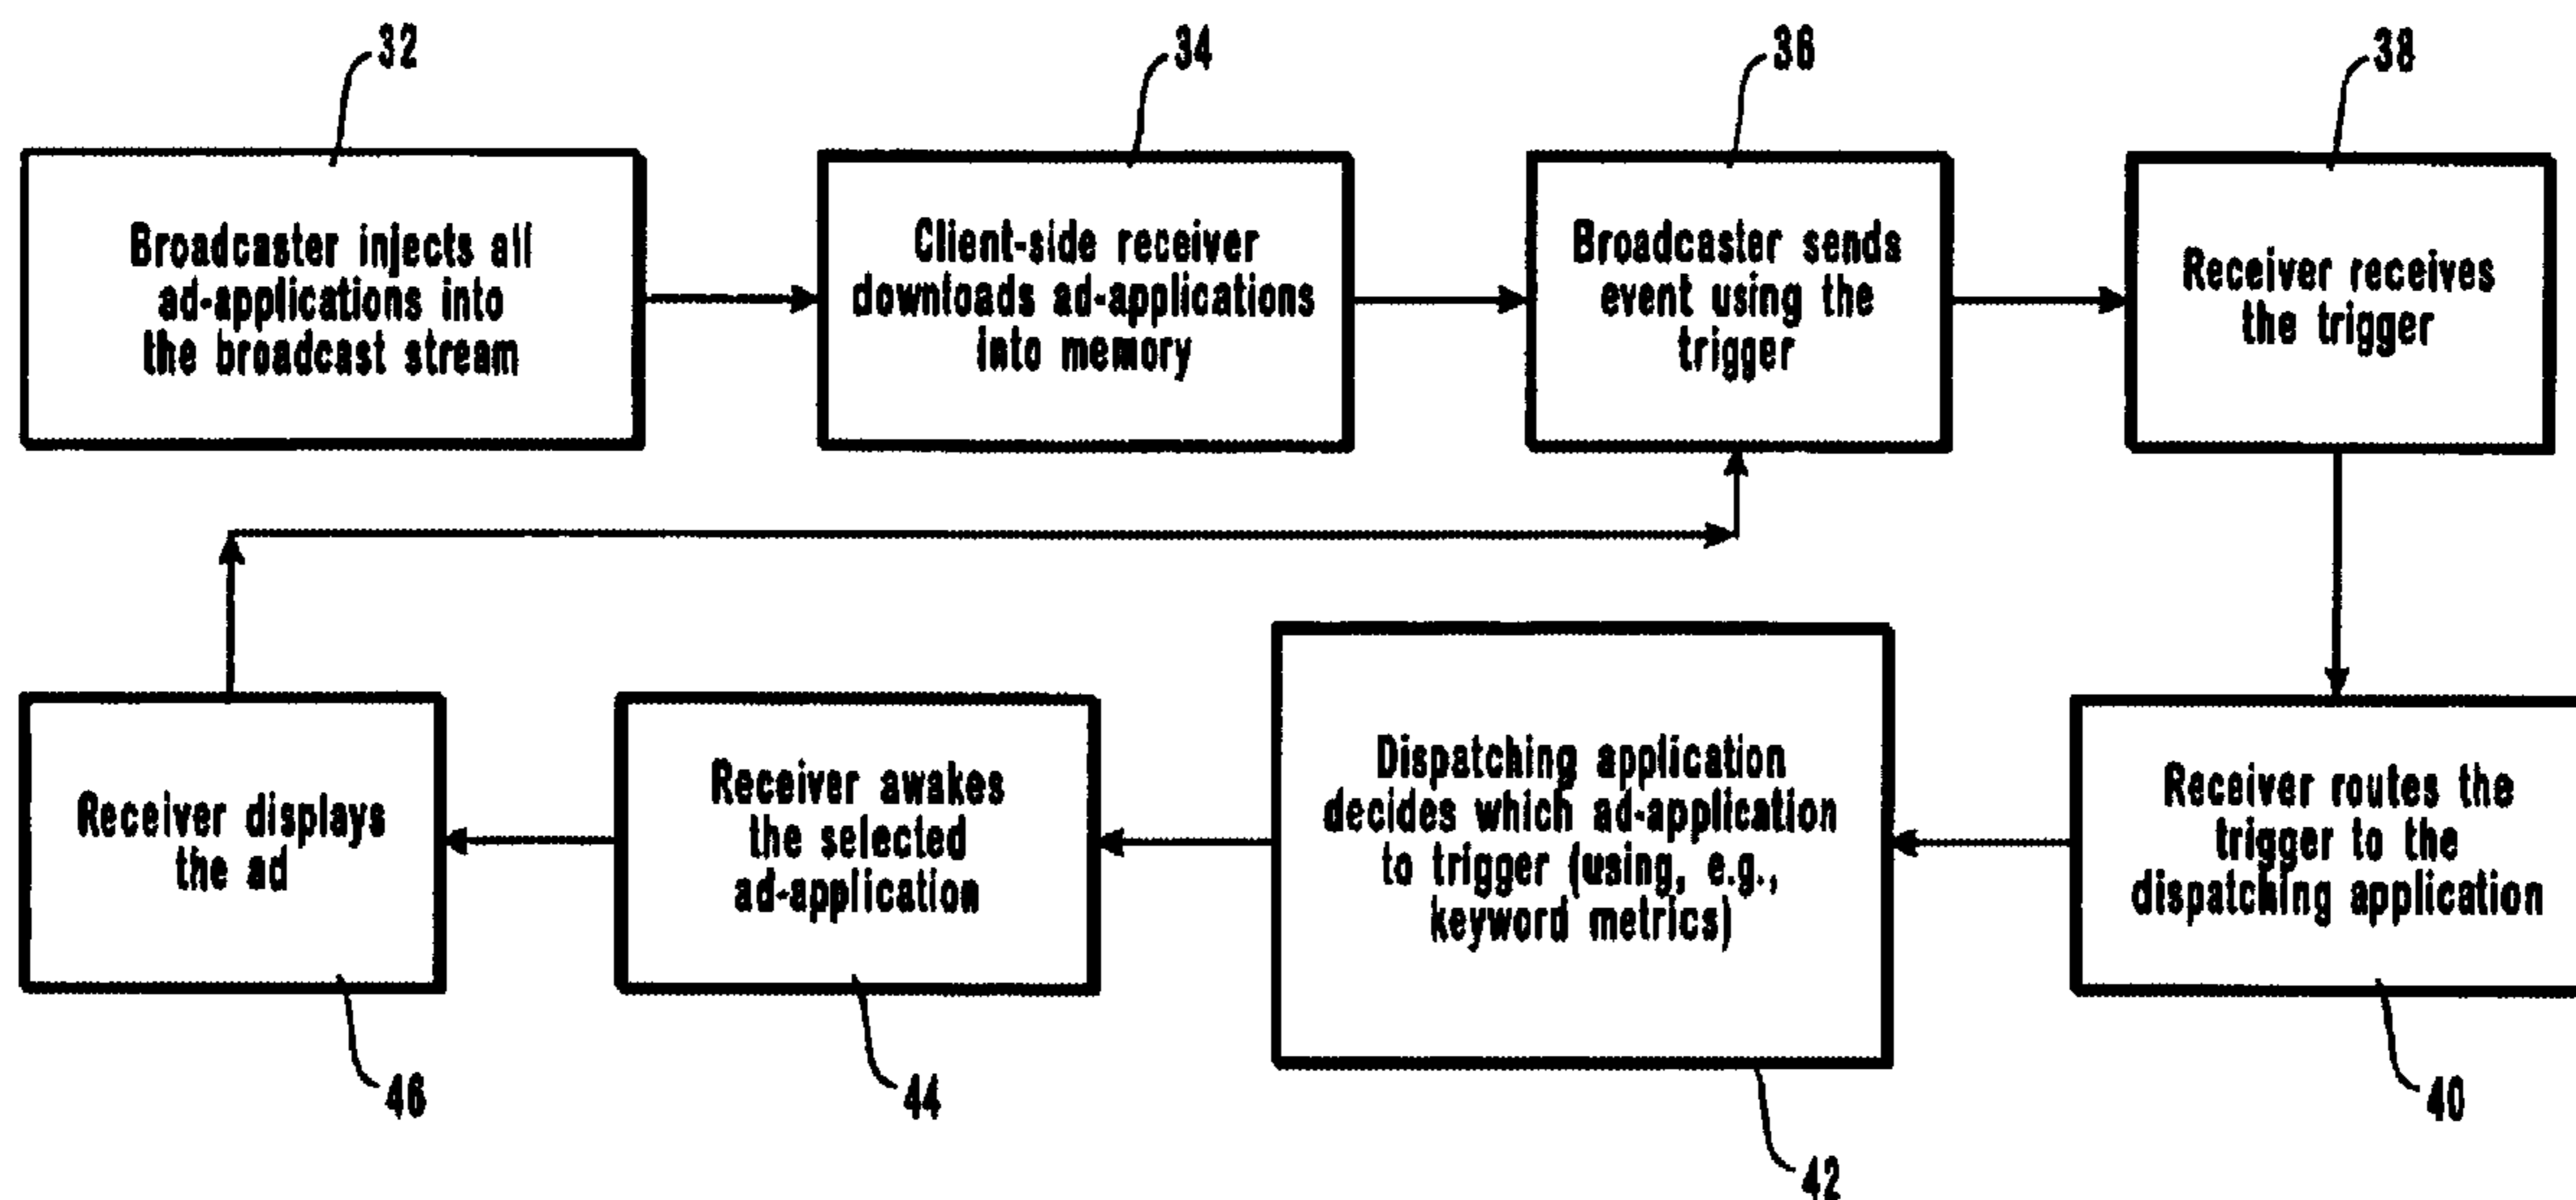 32
34
36
38
Broadcaster injects all
ad-applications into
the broadcast stream
Client-side receiver
downloads ad-applications
into memory
Broadcaster sends
event using the
trigger
Receiver receives
the trigger
Receiver displays
the ad
Receiver awakes
the selected
ad-application
Dispatching application
decides which ad-application
to trigger (using, e.g.,
keyword metrics)
Receiver routes the
trigger to the
dispatching application
46
44
42
40